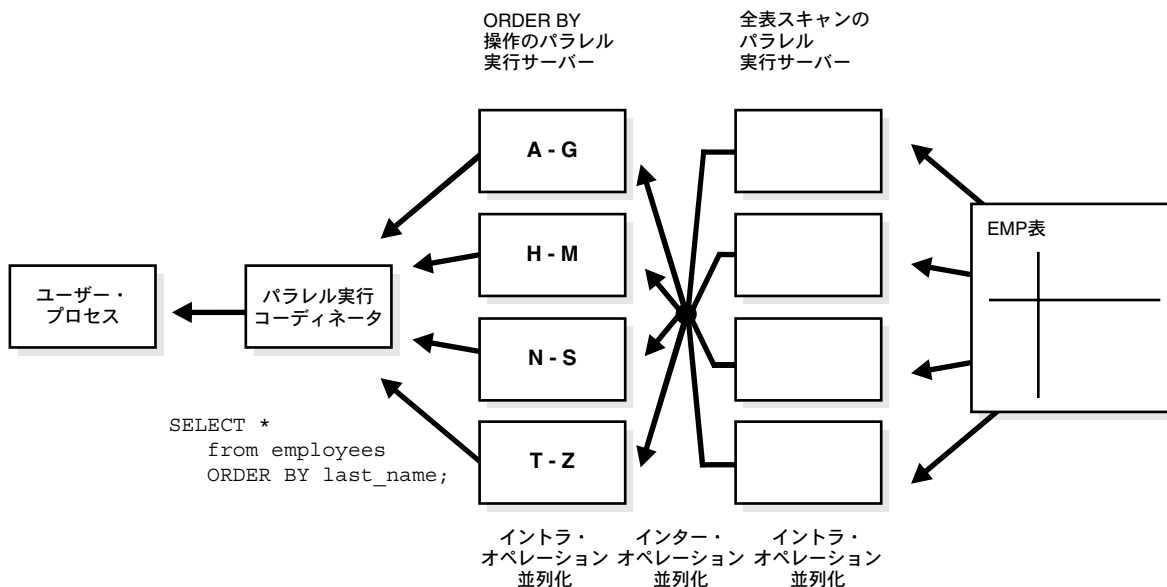 ORDER BY
操作のパラレル
実行サーバー
全表スキャンの
パラレル
実行サーバー
A - G
H - M
N - S
T - Z
EMP表
ユーザー・
プロセス
パラレル実行
コーディネータ
SELECT *
from employees
ORDER BY last_name;
イントラ・
オペレーション
並列化
インター・
オペレーション
並列化
イントラ・
オペレーション
並列化